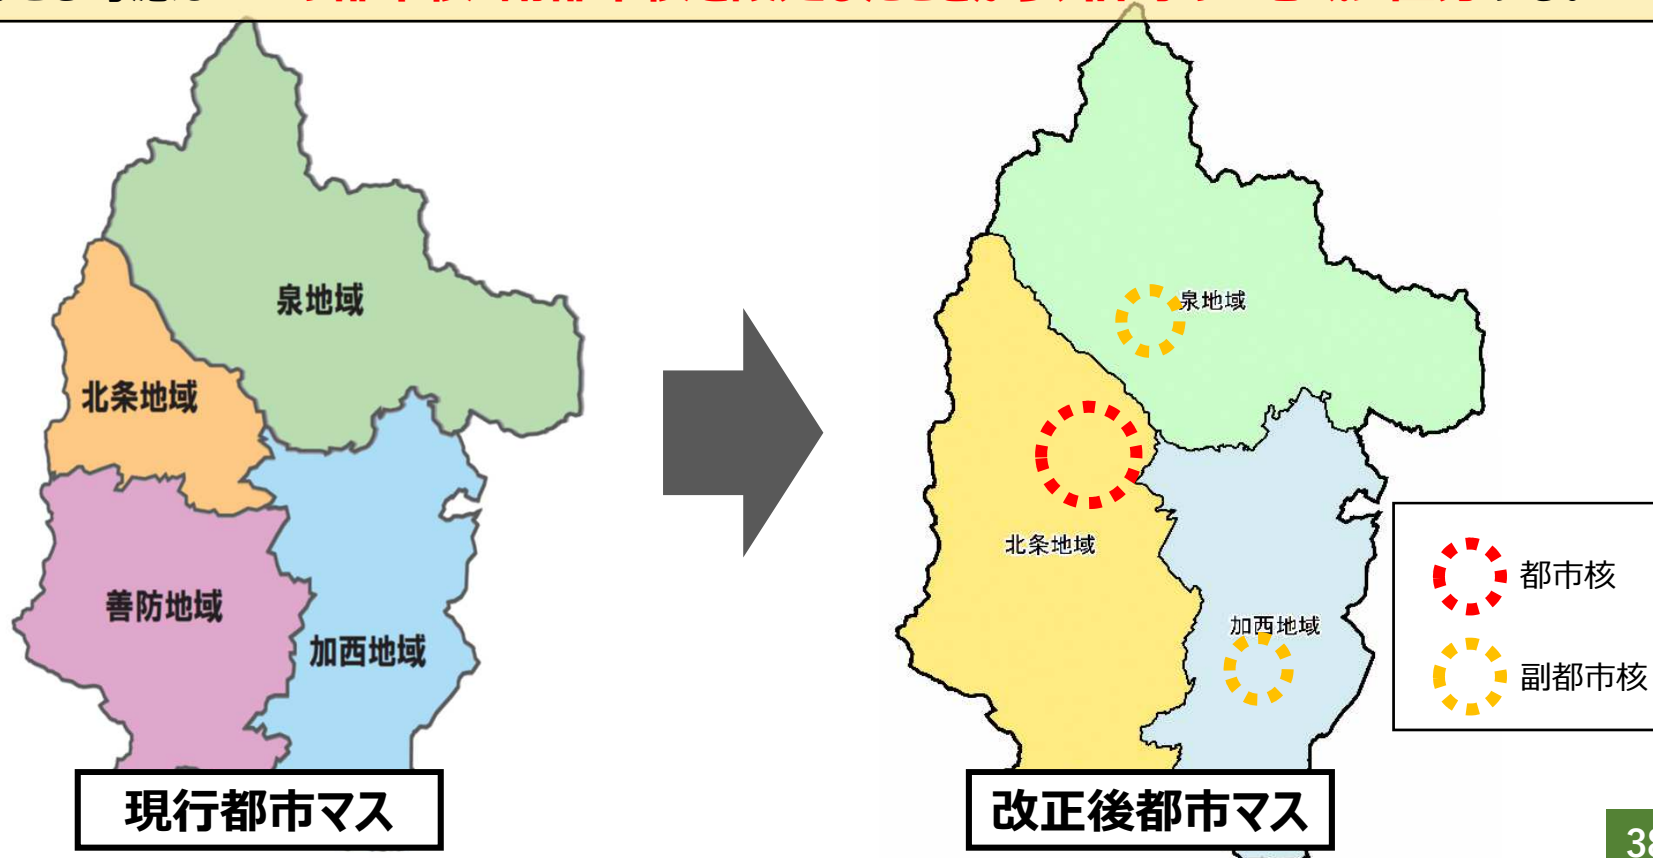 泉地域
北条地域
善防地域
加西地域
現行都市マス
泉地域
北条地域
加西地域
改正後都市マス
都市核
副都市核
38